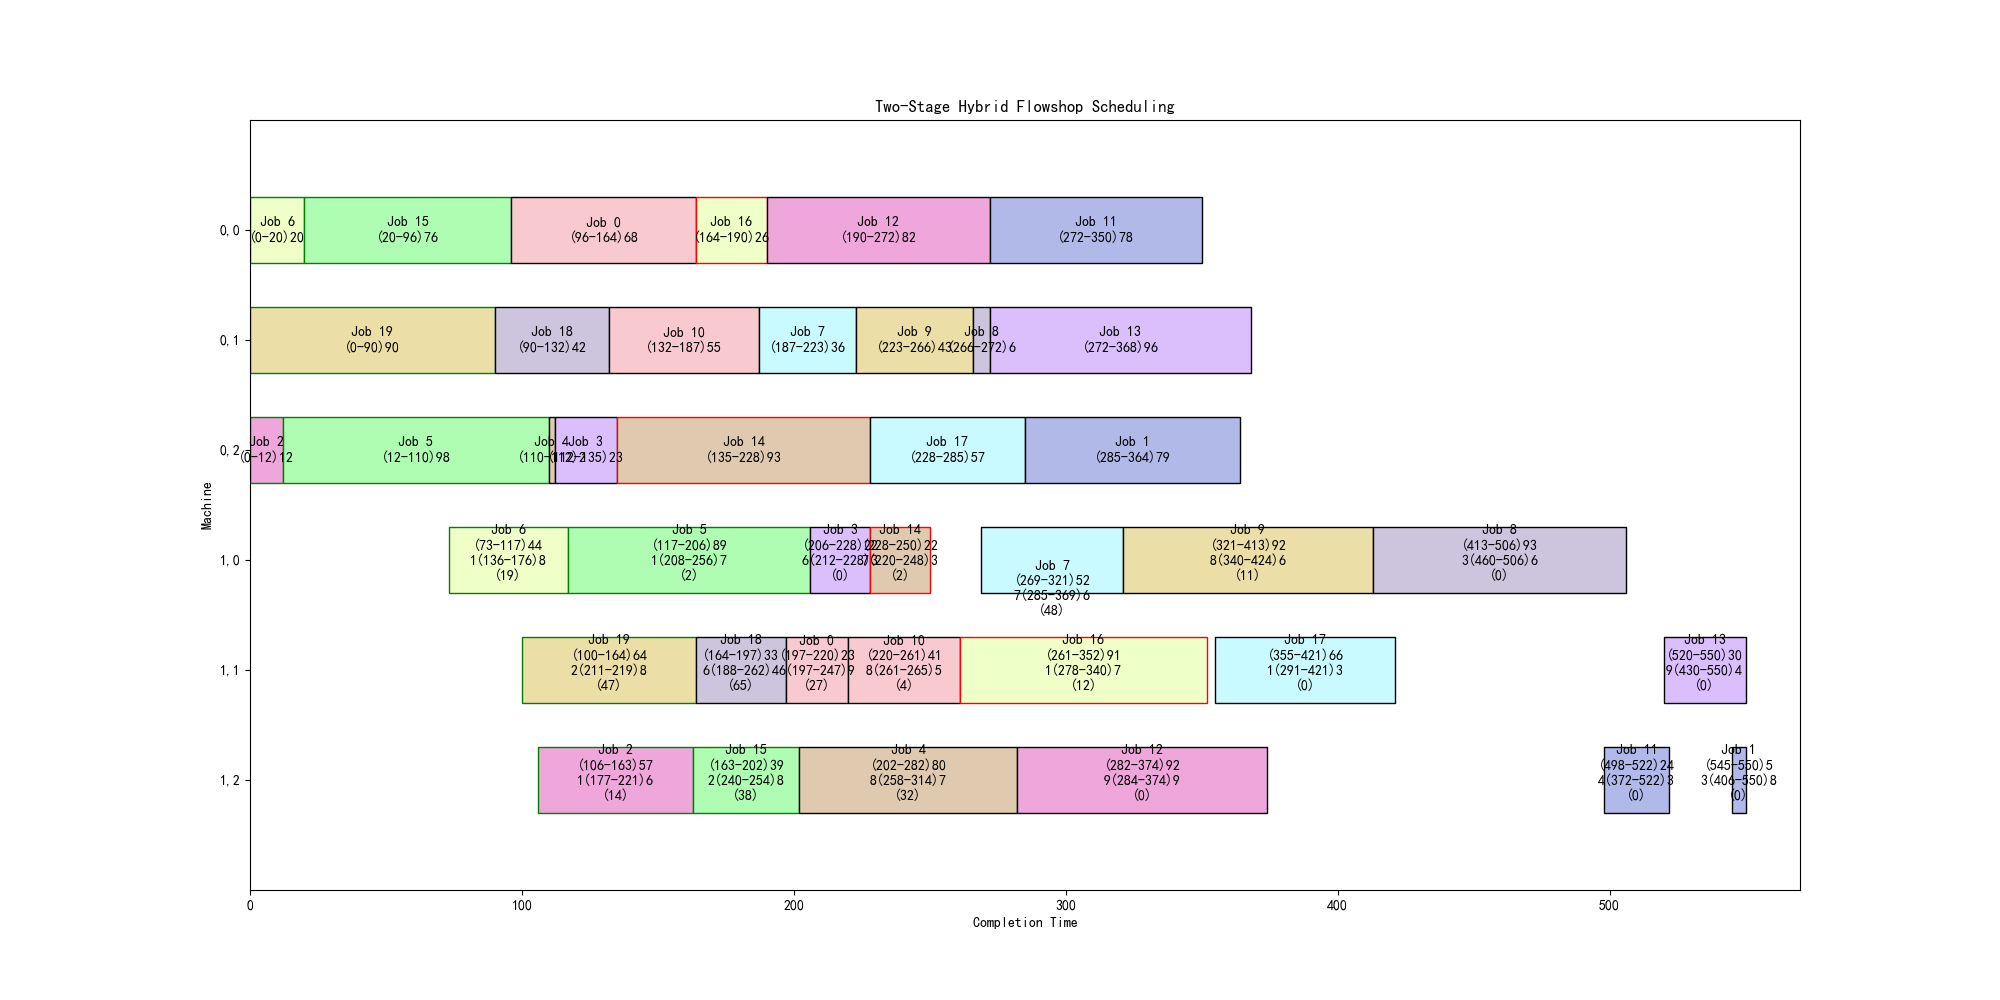 Two-Stage Hybrid Flowshop Scheduling
Machine
0,0
Job 6
(0-20)20
Job 15
(20-96)76
Job 0
(96-164)68
Job 16
(164-190)26
Job 12
(190-272)82
Job 11
(272-350)78
0,1
Job 19
(0-90)90
Job 18
(90-132)42
Job 10
(132-187)55
Job 7
(187-223)36
Job 9
(223-266)43
Job 8
(266-272)6
Job 13
(272-368)96
0,2
Job 2
(0-12)12
Job 5
(12-110)98
Job 4
(110-112)2
Job 3
(112-135)23
Job 14
(135-228)93
Job 17
(228-285)57
Job 1
(285-364)79
1,0
Job 6
(73-117)44
1(136-176)8
(19)
Job 5
(117-206)89
1(208-256)7
(2)
Job 3
(206-228)22
6(212-228)3
(0)
Job 14
(228-250)22
(220-248)3
(2)
Job 7
(269-321)52
7(285-369)6
(48)
Job 9
(321-413)92
8(340-424)6
(11)
Job 8
(413-506)93
3(460-506)6
(0)
1,1
Job 19
(100-164)64
2(211-219)8
(47)
Job 18
(164-197)33
6(188-262)4
(65)
Job 0
(197-220)23
(197-247)9
(27)
Job 10
(220-261)41
8(261-265)5
(4)
Job 16
(261-352)91
1(278-340)7
(12)
Job 17
(355-421)66
1(291-421)3
(0)
Job 13
(520-550)30
9(430-550)4
(0)
1,2
Job 2
(106-163)57
1(177-221)6
(14)
Job 15
(163-202)39
2(240-254)8
(38)
Job 4
(202-282)80
8(258-314)7
(32)
Job 12
(282-374)92
9(284-374)9
(0)
Job 11
(498-522)24
4(372-522)3
(0)
Job 1
(545-550)5
3(406-550)8
(0)
0
100
200
300
400
500
Completion Time